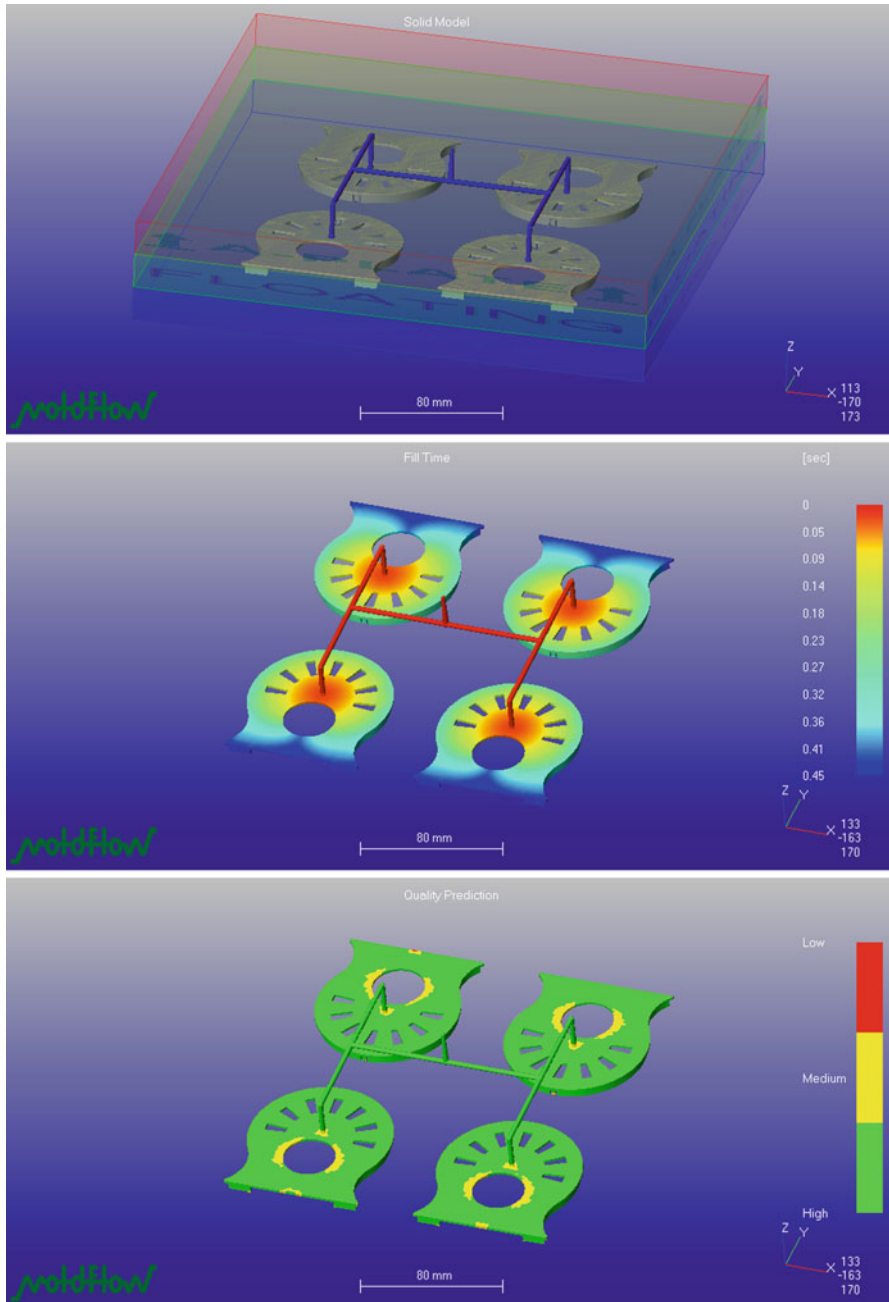 Solid Model
FLOATING
Z
Y
X 113
-170
173
80 mm
moldflow
Fill Time
[sec]
0
0.05
0.09
0.14
0.18
0.23
0.27
0.32
0.36
0.41
0.45
Z
Y
X 133
-163
170
80 mm
moldflow
Quality Prediction
Low
Medium
High
Z
Y
X 133
-163
170
80 mm
moldflow